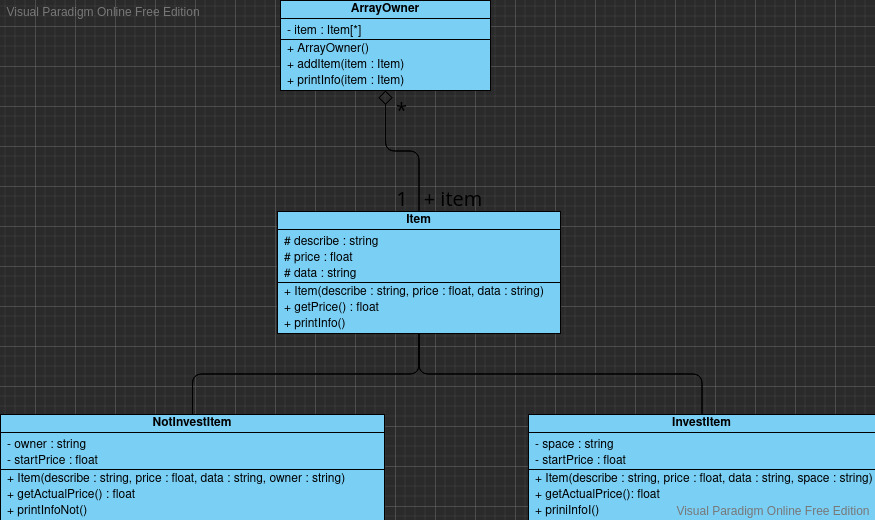 Visual Paradigm Online Free Edition
ArrayOwner
- item : Item[*]
+ ArrayOwner()
+ addItem(item : Item)
+ printInfo(item : Item)
*
1 + item
Item
# describe : string
# price : float
# data : string
+ Item(describe : string, price : float, data : string)
+ getPrice() : float
+ printInfo()
NotInvestItem
- owner : string
- startPrice : float
+ Item(describe : string, price : float, data : string, owner : string)
+ getActualPrice() : float
+ printInfoNot()
InvestItem
- space : string
- startPrice : float
+ Item(describe : string, price : float, data : string, space : string)
+ getActualPrice(): float
+ priniInfoI()
Visual Paradigm Online Free Edition